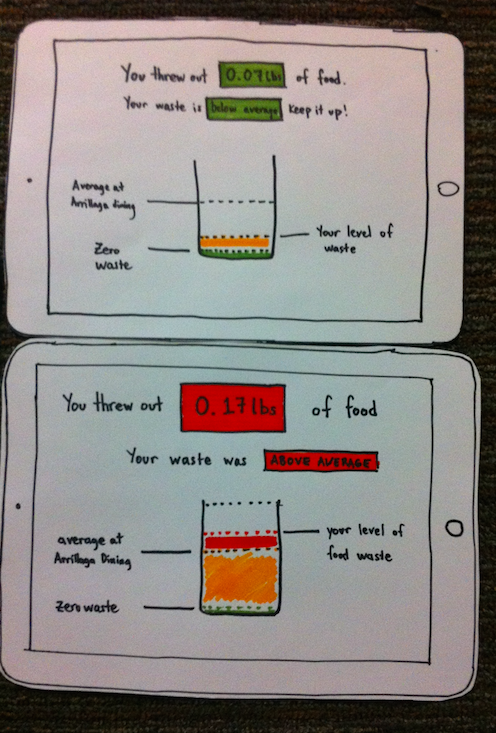 You threw out 0.07 lbs of food.
Your waste is below average Keep it up!
Average at
Arrillaga dining
Your level of
waste
Zero
waste
You threw out 0.17 lbs of food
Your waste was ABOVE AVERAGE
average at
Arrillaga Dining
your level of
food waste
Zero waste